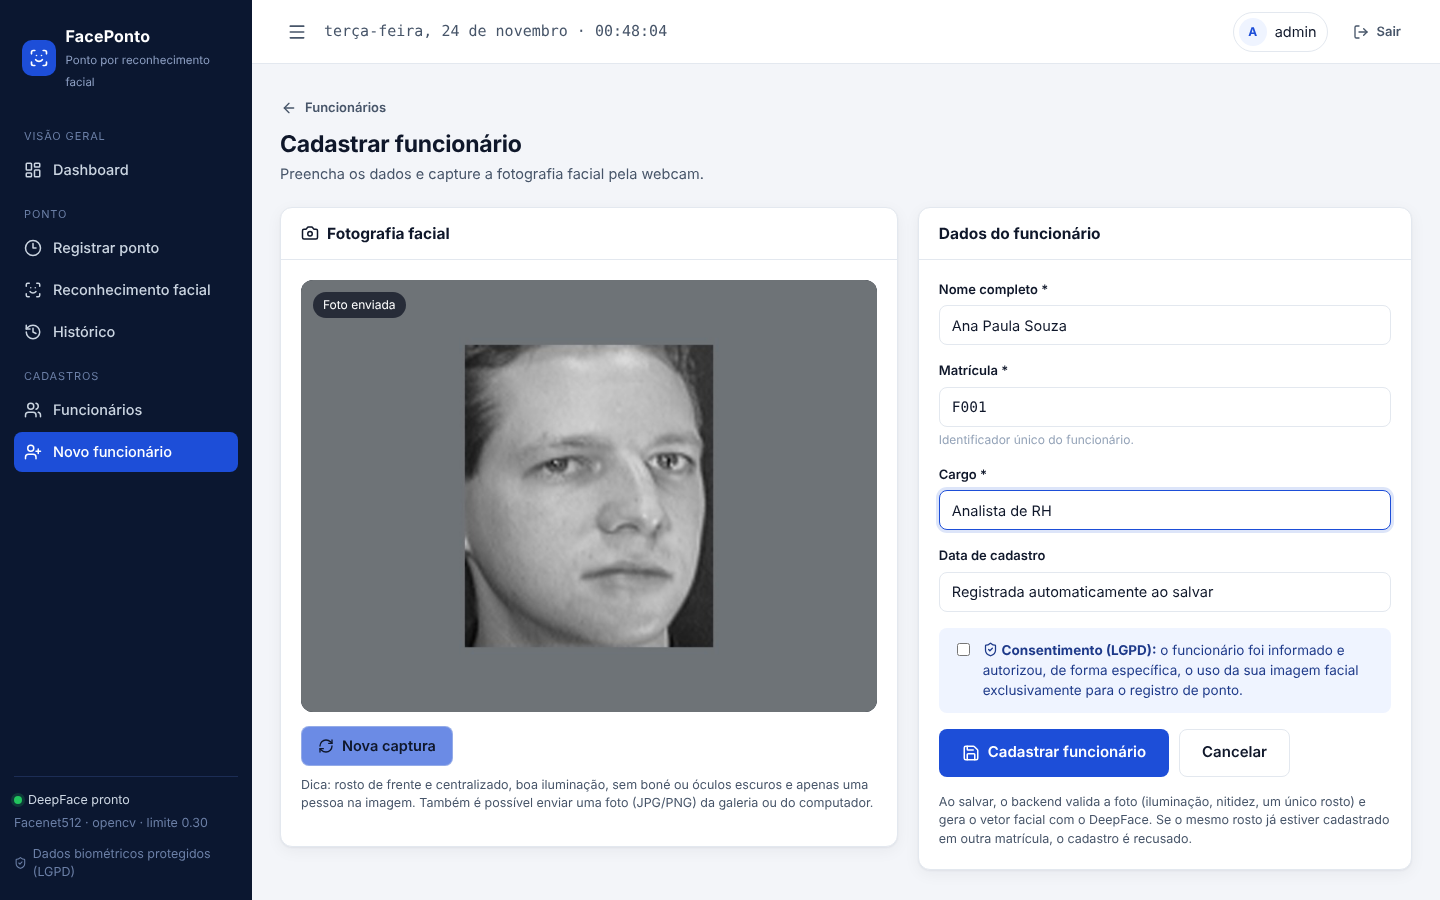 FacePonto
Ponto por reconhecimento
facial
VISÃO GERAL
Dashboard
PONTO
Registrar ponto
Reconhecimento facial
Histórico
CADASTROS
Funcionários
Novo funcionário
DeepFace pronto
Facenet512 · opencv · limite 0.30
Dados biométricos protegidos
(LGPD)
terça-feira, 24 de novembro · 00:48:04
A admin
Sair
Funcionários
Cadastrar funcionário
Preencha os dados e capture a fotografia facial pela webcam.
Fotografia facial
Foto enviada
Nova captura
Dica: rosto de frente e centralizado, boa iluminação, sem boné ou óculos escuros e apenas uma
pessoa na imagem. Também é possível enviar uma foto (JPG/PNG) da galeria ou do computador.
Dados do funcionário
Nome completo *
Ana Paula Souza
Matrícula *
F001
Identificador único do funcionário.
Cargo *
Analista de RH
Data de cadastro
Registrada automaticamente ao salvar
Consentimento (LGPD): o funcionário foi informado e
autorizou, de forma específica, o uso da sua imagem facial
exclusivamente para o registro de ponto.
Cadastrar funcionário
Cancelar
Ao salvar, o backend valida a foto (iluminação, nitidez, um único rosto) e
gera o vetor facial com o DeepFace. Se o mesmo rosto já estiver cadastrado
em outra matrícula, o cadastro é recusado.